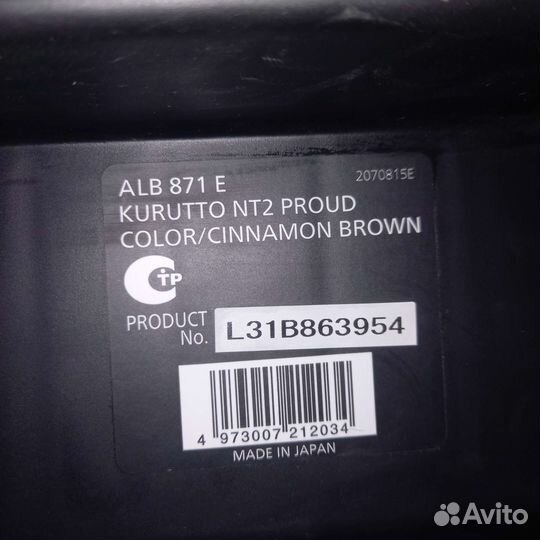 ALB 871 E
2070815E
KURUTTO NT2 PROUD
COLOR/CINNAMON BROWN
CTP
PRODUCT
No.
L31B863954
4 973007 212034
MADE IN JAPAN
Avito